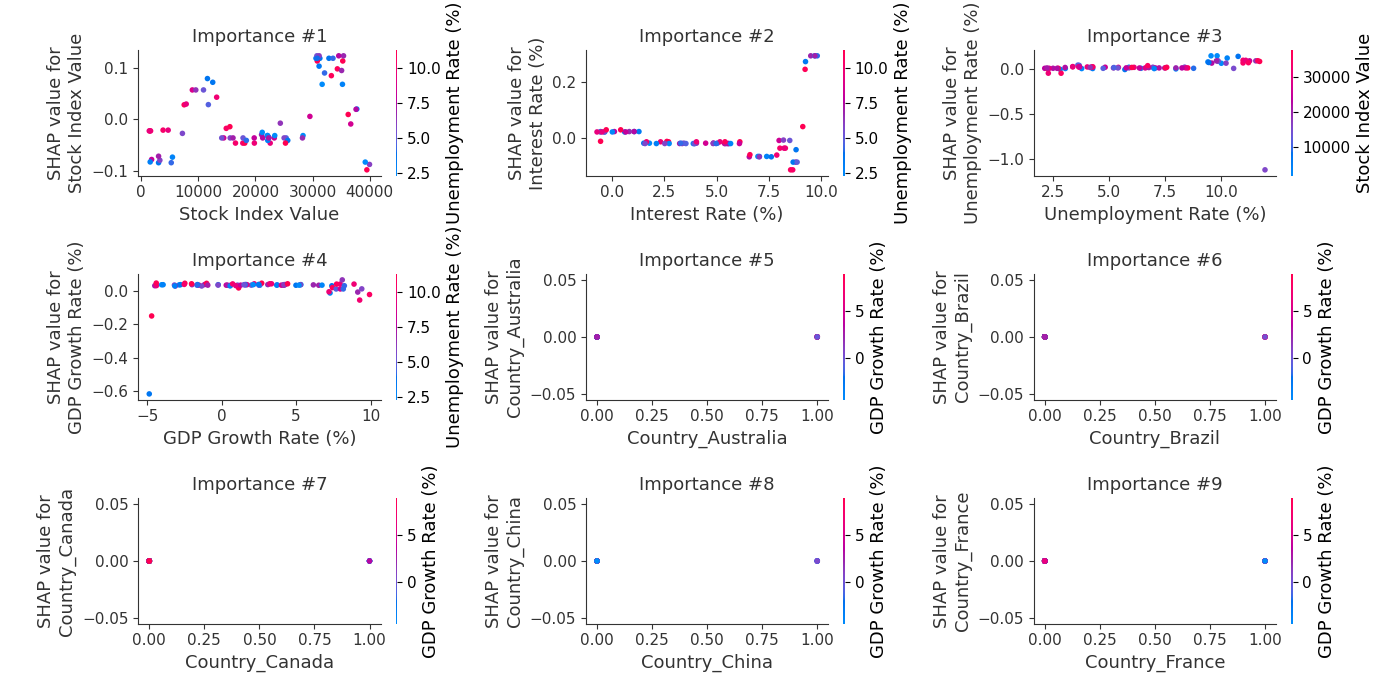 Importance #1
SHAP value for
Stock Index Value
0.1
0.0
−0.1
0
10000
20000
30000
40000
Stock Index Value
10.0
7.5
5.0
2.5
Unemployment Rate (%)
Importance #2
SHAP value for
Interest Rate (%)
0.2
0.0
0.0
2.5
5.0
7.5
10.0
Interest Rate (%)
10.0
7.5
5.0
2.5
Unemployment Rate (%)
Importance #3
SHAP value for
Unemployment Rate (%)
0.0
−0.5
−1.0
2.5
5.0
7.5
10.0
Unemployment Rate (%)
30000
20000
10000
Stock Index Value
Importance #4
SHAP value for
GDP Growth Rate (%)
0.0
−0.2
−0.4
−0.6
−5
0
5
10
GDP Growth Rate (%)
10.0
7.5
5.0
2.5
Unemployment Rate (%)
Importance #5
SHAP value for
Country_Australia
0.05
0.00
−0.05
0.00
0.25
0.50
0.75
1.00
Country_Australia
5
0
GDP Growth Rate (%)
Importance #6
SHAP value for
Country_Brazil
0.05
0.00
−0.05
0.00
0.25
0.50
0.75
1.00
Country_Brazil
5
0
GDP Growth Rate (%)
Importance #7
SHAP value for
Country_Canada
0.05
0.00
−0.05
0.00
0.25
0.50
0.75
1.00
Country_Canada
5
0
GDP Growth Rate (%)
Importance #8
SHAP value for
Country_China
0.05
0.00
−0.05
0.00
0.25
0.50
0.75
1.00
Country_China
5
0
GDP Growth Rate (%)
Importance #9
SHAP value for
Country_France
0.05
0.00
−0.05
0.00
0.25
0.50
0.75
1.00
Country_France
5
0
GDP Growth Rate (%)